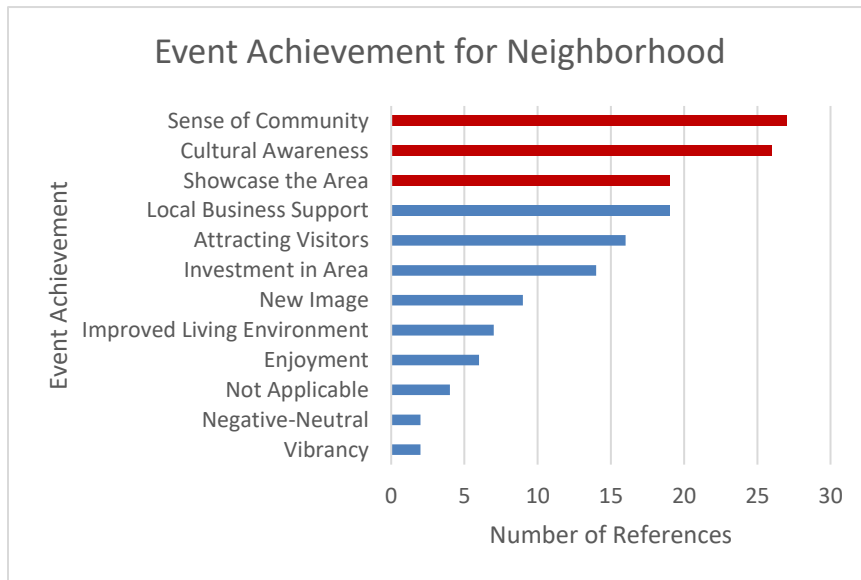 Event Achievement for Neighborhood
Event Achievement
Sense of Community
Cultural Awareness
Showcase the Area
Local Business Support
Attracting Visitors
Investment in Area
New Image
Improved Living Environment
Enjoyment
Not Applicable
Negative-Neutral
Vibrancy
0 5 10 15 20 25 30
Number of References